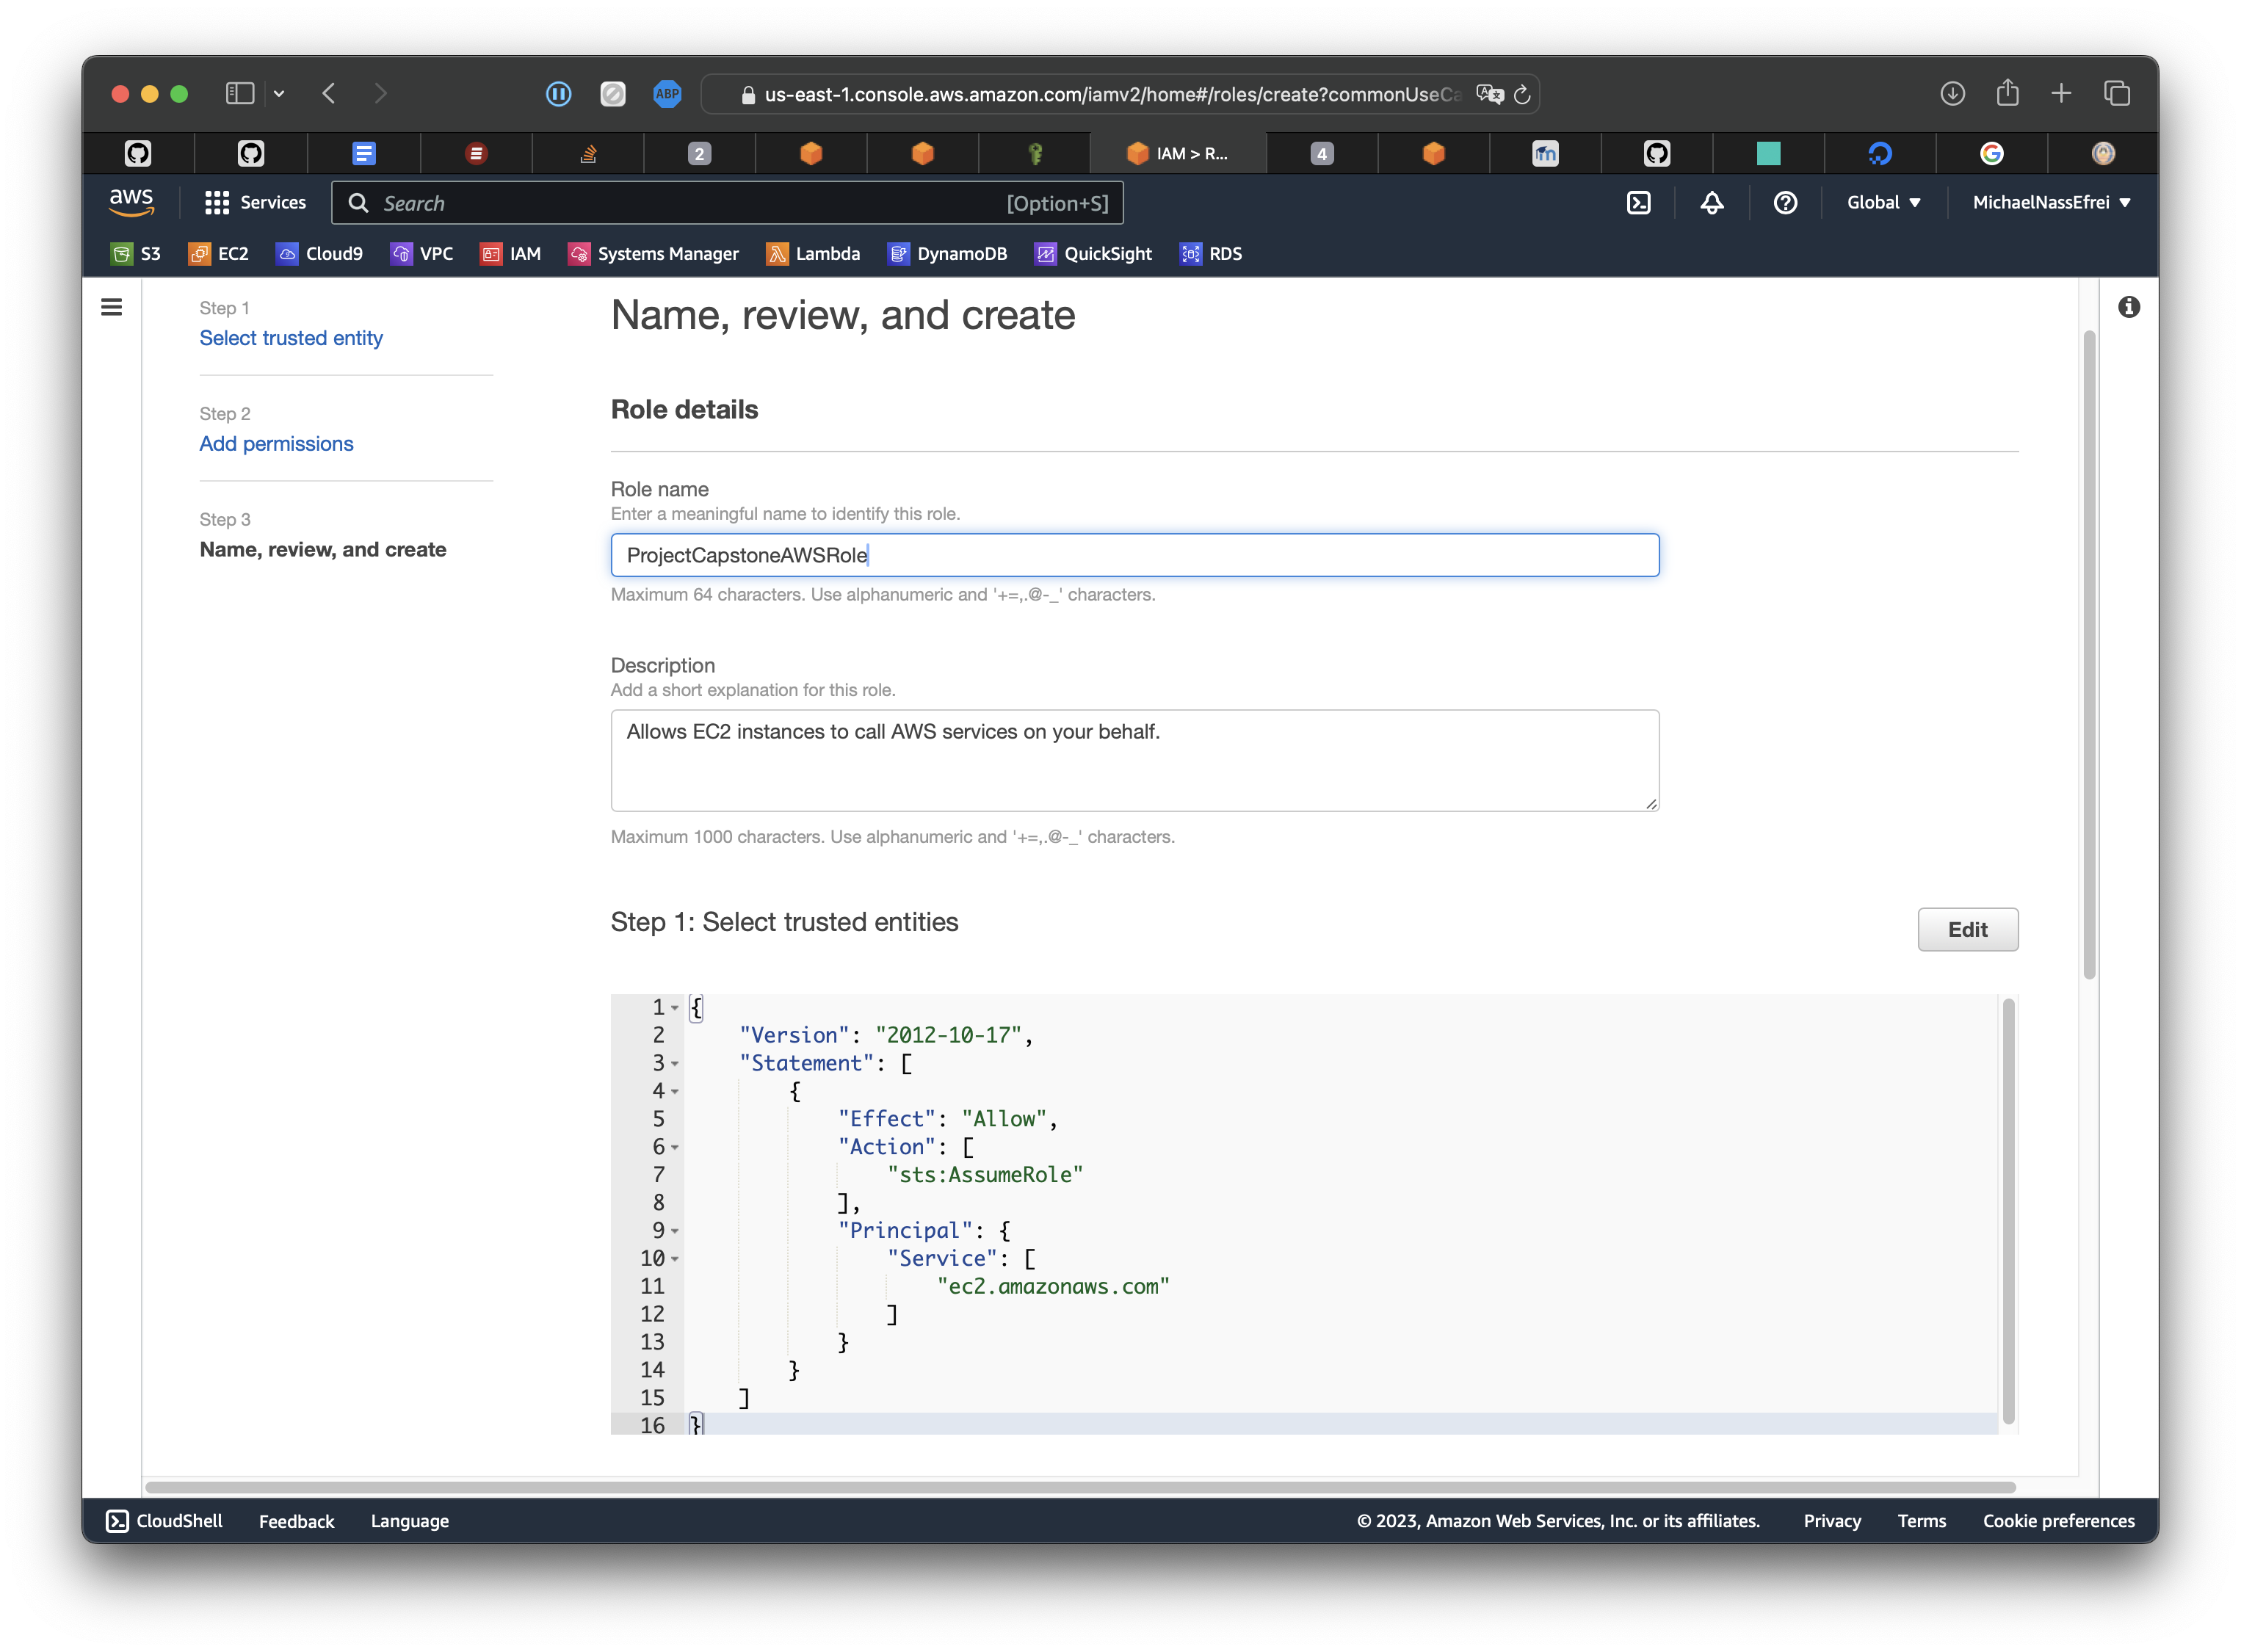 ABP
us-east-1.console.aws.amazon.com/iamv2/home#/roles/create?commonUseCa
2
IAM > R...
4
m
G
aws
Services
Search
[Option+S]
Global
MichaelNassEfrei
S3
EC2
Cloud9
VPC
IAM
Systems Manager
Lambda
DynamoDB
QuickSight
RDS
Step 1
Select trusted entity
Step 2
Add permissions
Step 3
Name, review, and create
Name, review, and create
Role details
Role name
Enter a meaningful name to identify this role.
ProjectCapstoneAWSRole
Maximum 64 characters. Use alphanumeric and '+=,.@-_' characters.
Description
Add a short explanation for this role.
Allows EC2 instances to call AWS services on your behalf.
Maximum 1000 characters. Use alphanumeric and '+=,.@-_' characters.
Step 1: Select trusted entities
Edit
1 {
2     "Version": "2012-10-17",
3     "Statement": [
4         {
5             "Effect": "Allow",
6             "Action": [
7                 "sts:AssumeRole"
8             ],
9             "Principal": {
10                 "Service": [
11                     "ec2.amazonaws.com"
12                 ]
13             }
14         }
15     ]
16 }
CloudShell
Feedback
Language
© 2023, Amazon Web Services, Inc. or its affiliates.
Privacy
Terms
Cookie preferences